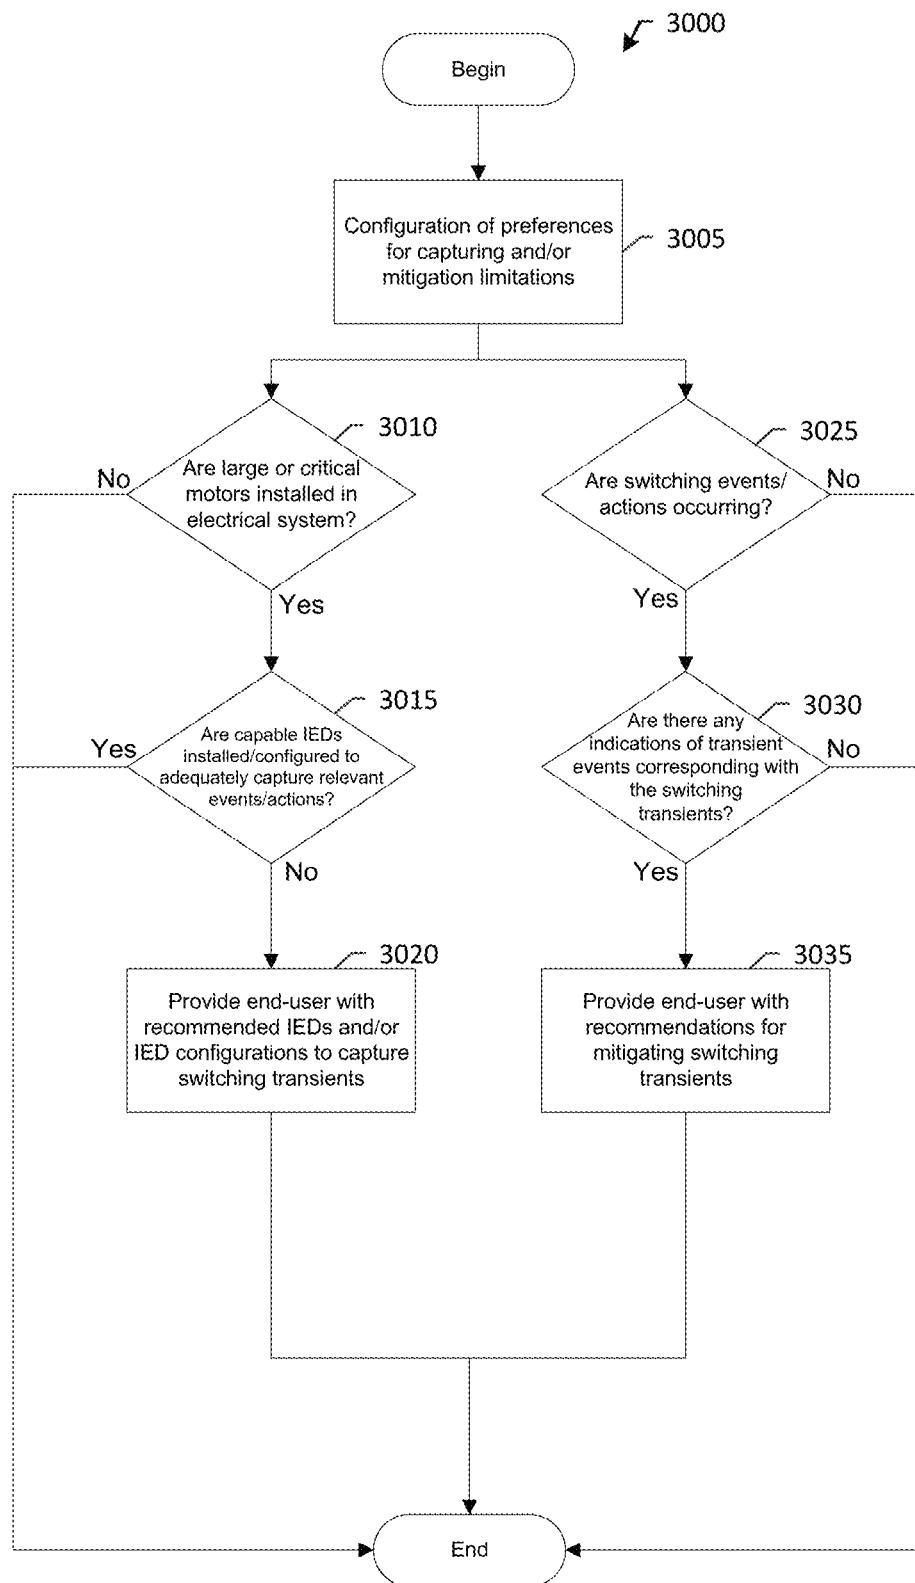 3000
Begin
Configuration of preferences
for capturing and/or
mitigation limitations
3005
3010
Are large or critical
motors installed in
electrical system?
No
Yes
3025
Are switching events/
actions occurring?
No
Yes
3015
Are capable IEDs
installed/configured to
adequately capture relevant
events/actions?
Yes
No
3030
Are there any
indications of transient
events corresponding with
the switching
transients?
No
Yes
3020
Provide end-user with
recommended IEDs and/or
IED configurations to capture
switching transients
3035
Provide end-user with
recommendations for
mitigating switching
transients
End